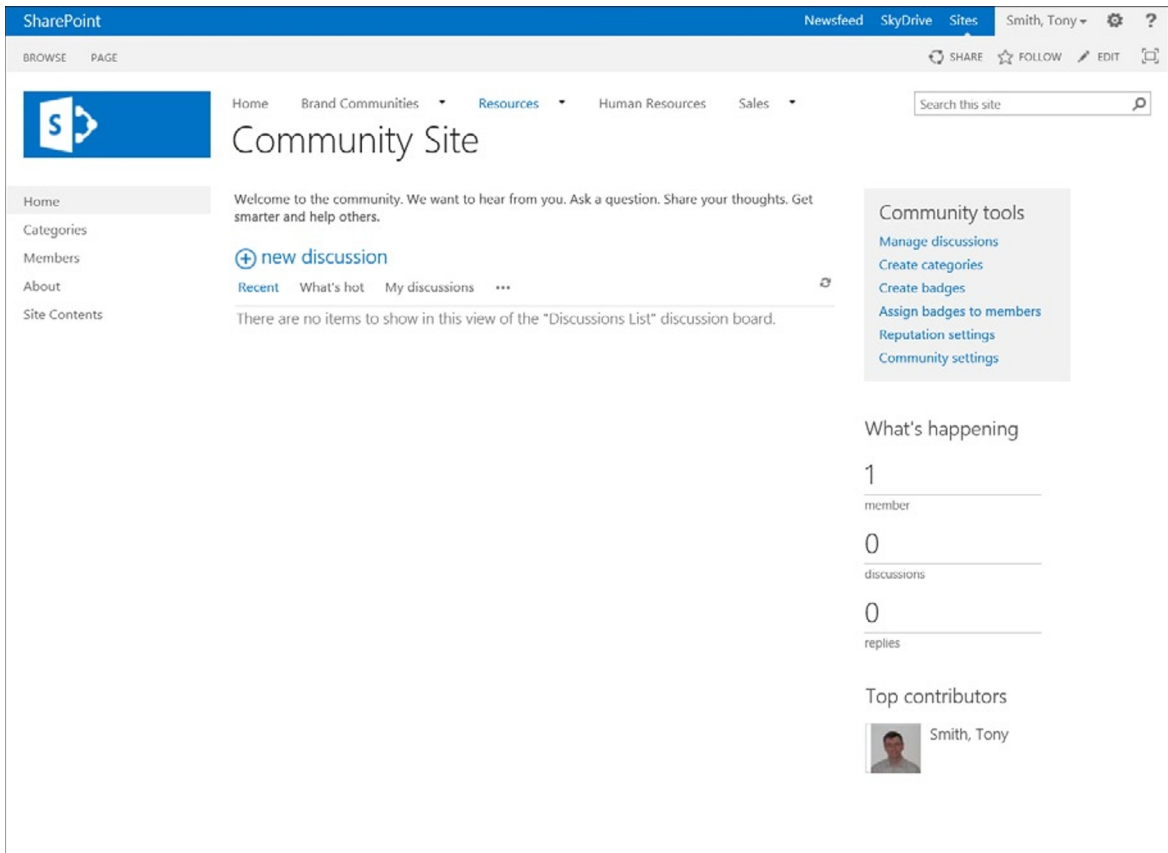 SharePoint
Newsfeed SkyDrive Sites Smith, Tony ?
BROWSE PAGE
SHARE FOLLOW EDIT
S
Home Brand Communities Resources Human Resources Sales
Search this site
Community Site
Home
Categories
Members
About
Site Contents
Welcome to the community. We want to hear from you. Ask a question. Share your thoughts. Get
smarter and help others.
new discussion
Recent What's hot My discussions ...
There are no items to show in this view of the "Discussions List" discussion board.
Community tools
Manage discussions
Create categories
Create badges
Assign badges to members
Reputation settings
Community settings
What's happening
1
member
0
discussions
0
replies
Top contributors
Smith, Tony